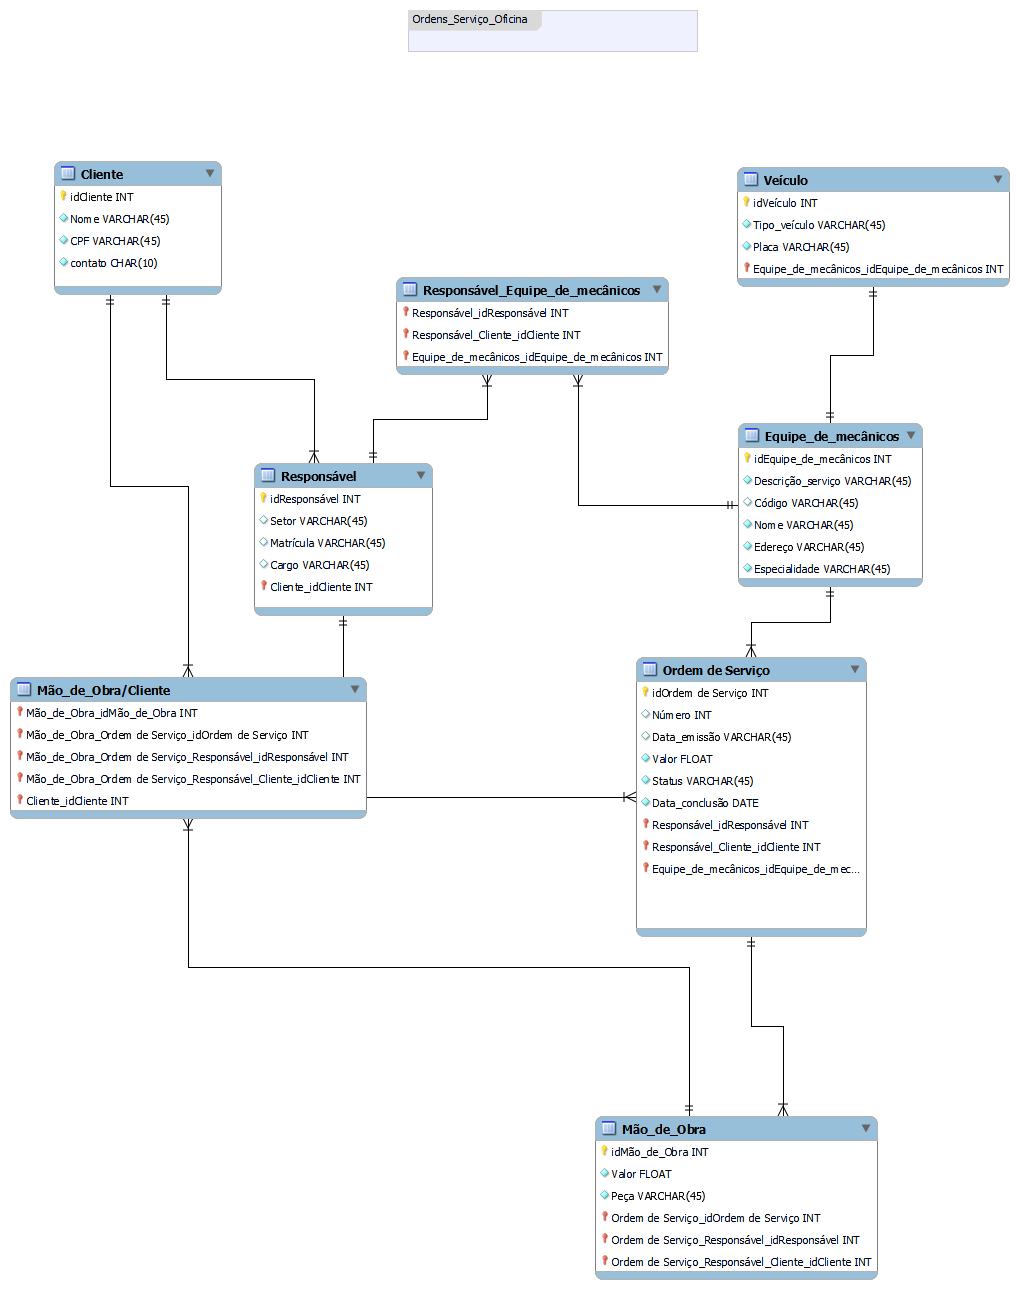 Ordens_Serviço_Oficina
Cliente
idCliente INT
Nome VARCHAR(45)
CPF VARCHAR(45)
contato CHAR(10)
Veículo
idVeículo INT
Tipo_veículo VARCHAR(45)
Placa VARCHAR(45)
Equipe_de_mecânicos_idEquipe_de_mecânicos INT
Responsável_Equipe_de_mecânicos
Responsável_idResponsável INT
Responsável_Cliente_idCliente INT
Equipe_de_mecânicos_idEquipe_de_mecânicos INT
Equipe_de_mecânicos
idEquipe_de_mecânicos INT
Descrição_serviço VARCHAR(45)
Código VARCHAR(45)
Nome VARCHAR(45)
Edereço VARCHAR(45)
Especialidade VARCHAR(45)
Responsável
idResponsável INT
Setor VARCHAR(45)
Matrícula VARCHAR(45)
Cargo VARCHAR(45)
Cliente_idCliente INT
Mão_de_Obra/Cliente
Mão_de_Obra_idMão_de_Obra INT
Mão_de_Obra_Ordem de Serviço_idOrdem de Serviço INT
Mão_de_Obra_Ordem de Serviço_Responsável_idResponsável INT
Mão_de_Obra_Ordem de Serviço_Responsável_Cliente_idCliente INT
Cliente_idCliente INT
Ordem de Serviço
idOrdem de Serviço INT
Número INT
Data_emissão VARCHAR(45)
Valor FLOAT
Status VARCHAR(45)
Data_conclusão DATE
Responsável_idResponsável INT
Responsável_Cliente_idCliente INT
Equipe_de_mecânicos_idEquipe_de_mec...
Mão_de_Obra
idMão_de_Obra INT
Valor FLOAT
Peça VARCHAR(45)
Ordem de Serviço_idOrdem de Serviço INT
Ordem de Serviço_Responsável_idResponsável INT
Ordem de Serviço_Responsável_Cliente_idCliente INT